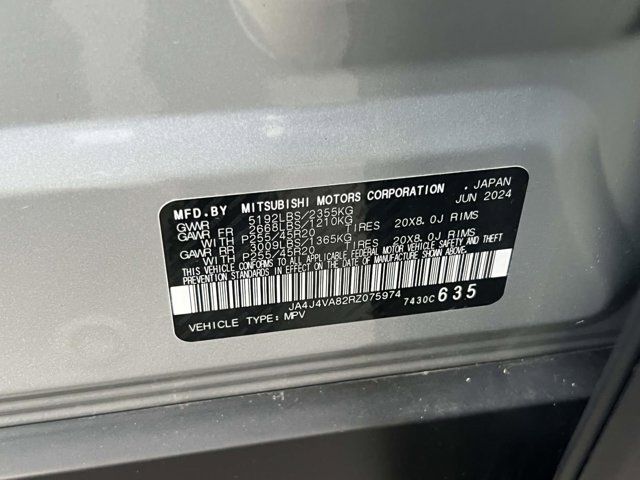 MFD.BY MITSUBISHI MOTORS CORPORATION . JAPAN
GVWR 5192LBS/2355KG JUN 2024
GAWR FR 2668LBS/1210KG
WITH P255/45R20 TIRES 20X8.0J RIMS
GAWR RR 3009LBS/1365KG
WITH P255/45R20 TIRES 20X8.0J RIMS
THIS VEHICLE CONFORMS TO ALL APPLICABLE FEDERAL MOTOR VEHICLE SAFETY AND THEFT
PREVENTION STANDARDS IN EFFECT ON THE DATE OF MANUFACTURE SHOWN ABOVE.
JA4J4VA82RZ075974 7430C 635
VEHICLE TYPE: MPV